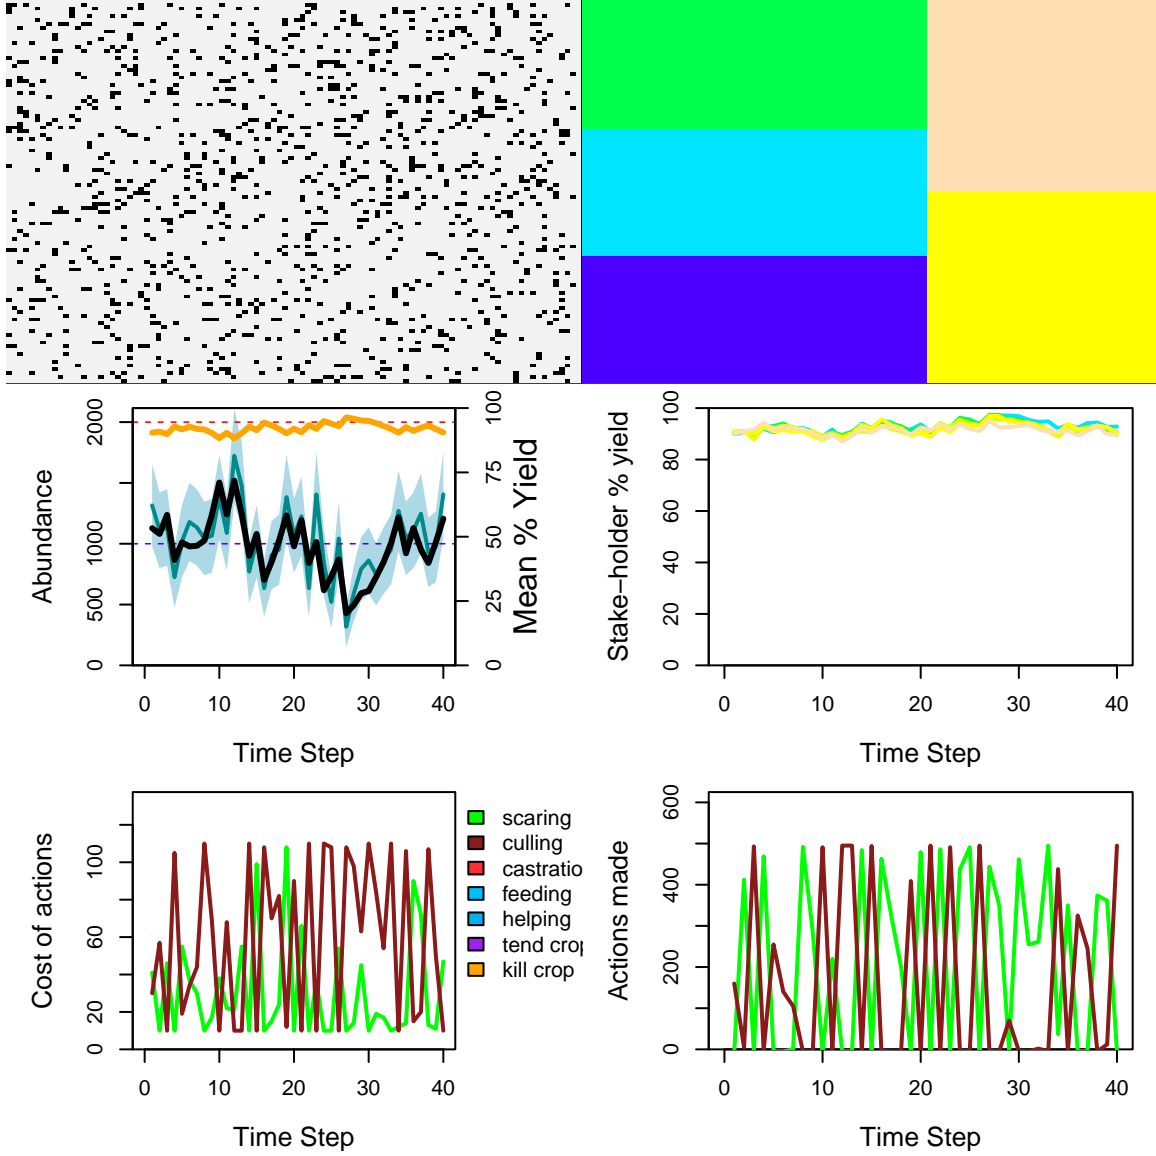 0 500 1000 2000
Abundance
0 25 50 75 100
Mean % Yield
0 10 20 30 40
Time Step
0 20 40 60 80 100
Stake−holder % yield
0 10 20 30 40
Time Step
0 20 60 100
Cost of actions
0 10 20 30 40
Time Step
scaring
culling
castratio
feeding
helping
tend crop
kill crop
0 200 400 600
Actions made
0 10 20 30 40
Time Step